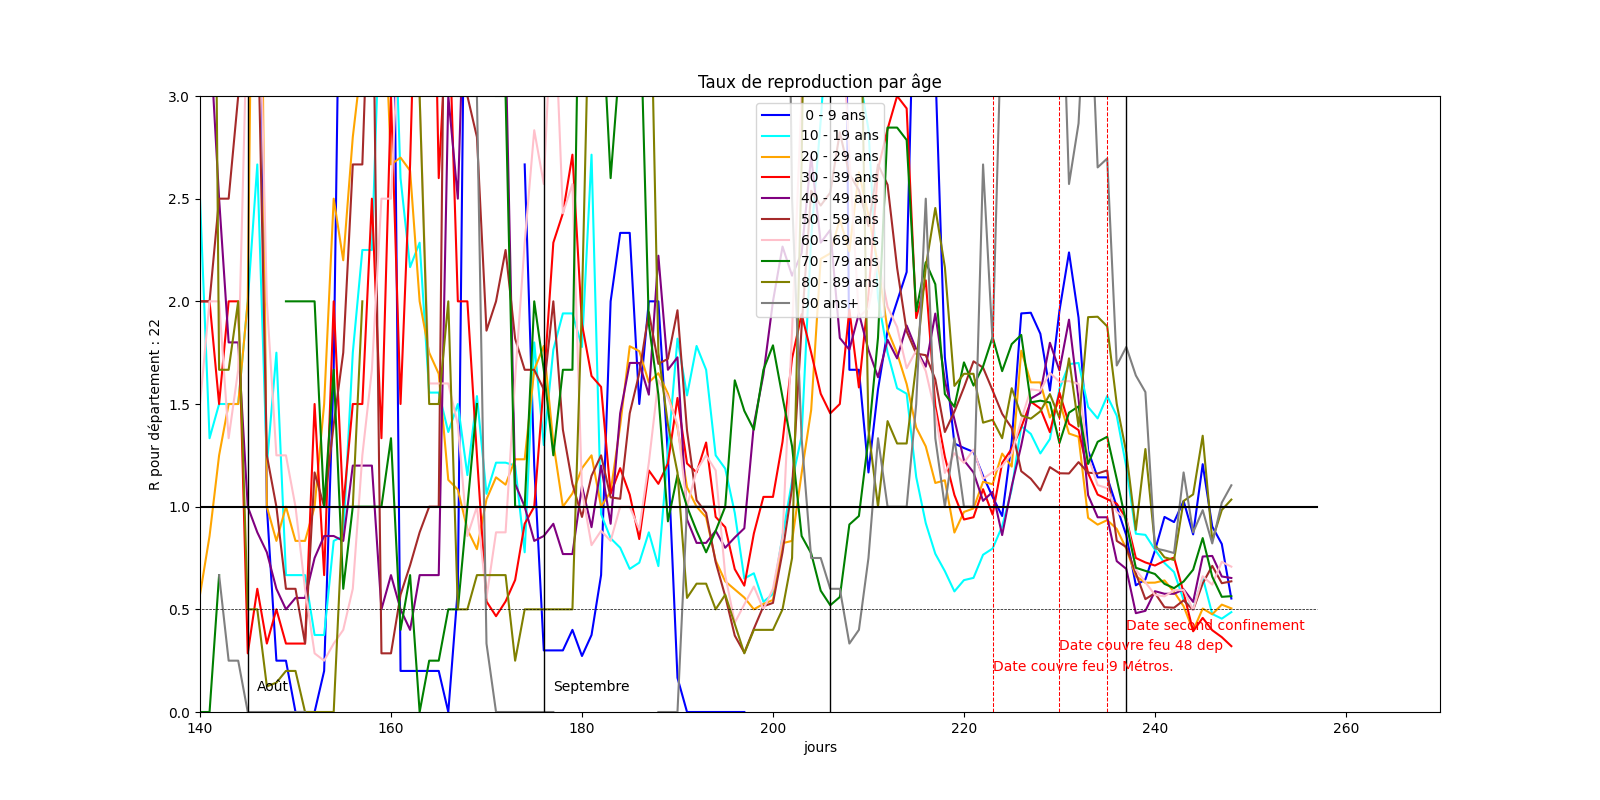 Taux de reproduction par âge
R pour département : 22
3.0
2.5
2.0
1.5
1.0
0.5
0.0
0 - 9 ans
10 - 19 ans
20 - 29 ans
30 - 39 ans
40 - 49 ans
50 - 59 ans
60 - 69 ans
70 - 79 ans
80 - 89 ans
90 ans+
Date second confinement
Date couvre feu 48 dep
Date couvre feu 9 Métros.
Août
Septembre
140
160
180
200
220
240
260
jours